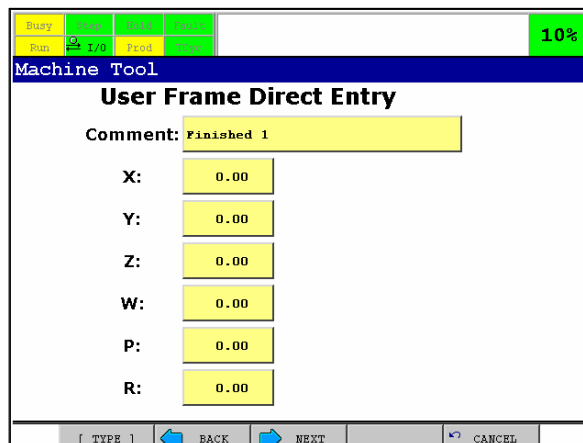 Busy Step Hold Fault
Run I/O Prod TCyc
10%
Machine Tool
User Frame Direct Entry
Comment: Finished 1
X: 0.00
Y: 0.00
Z: 0.00
W: 0.00
P: 0.00
R: 0.00
[ TYPE ] BACK NEXT CANCEL